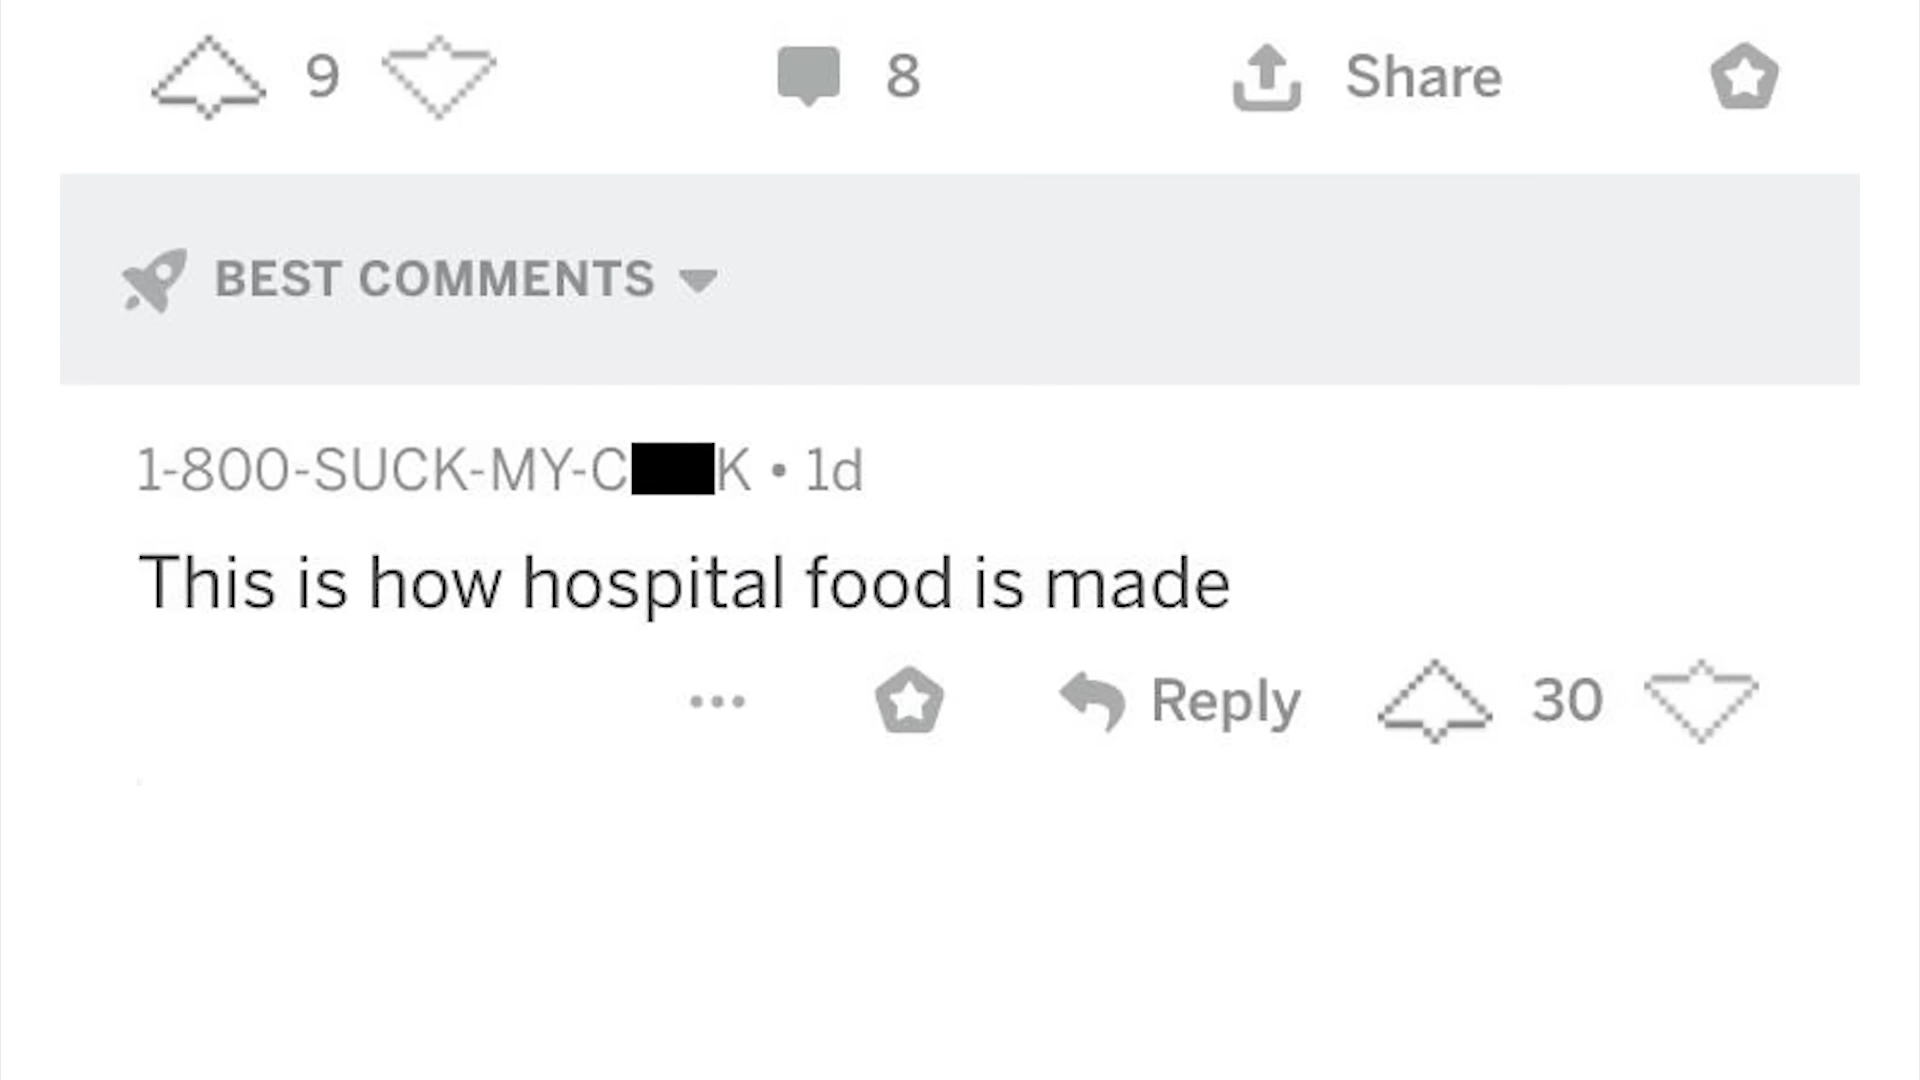 9 8 Share
BEST COMMENTS
1-800-SUCK-MY-C K • 1d
This is how hospital food is made
... Reply 30